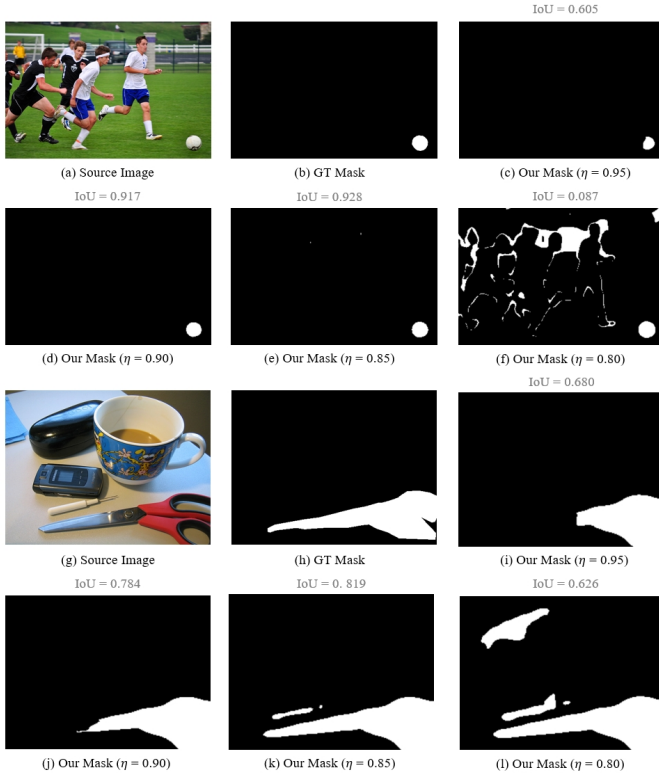 IoU = 0.605
(a) Source Image
(b) GT Mask
(c) Our Mask (η = 0.95)
IoU = 0.917
IoU = 0.928
IoU = 0.087
(d) Our Mask (η = 0.90)
(e) Our Mask (η = 0.85)
(f) Our Mask (η = 0.80)
IoU = 0.680
(g) Source Image
(h) GT Mask
(i) Our Mask (η = 0.95)
IoU = 0.784
IoU = 0. 819
IoU = 0.626
(j) Our Mask (η = 0.90)
(k) Our Mask (η = 0.85)
(l) Our Mask (η = 0.80)